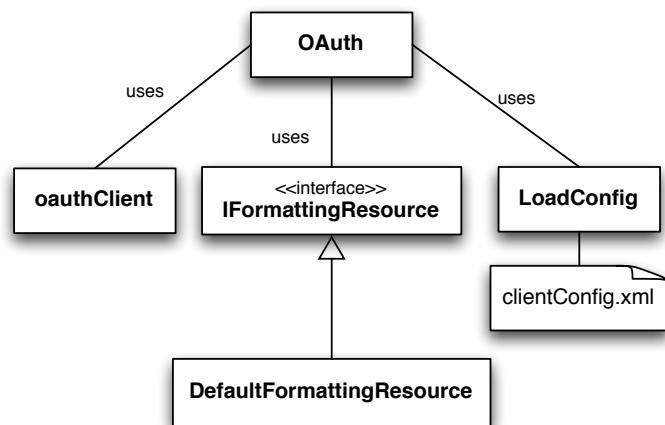 OAuth
uses
uses
uses
oauthClient
<<interface>>
IFormattingResource
LoadConfig
clientConfig.xml
DefaultFormattingResource